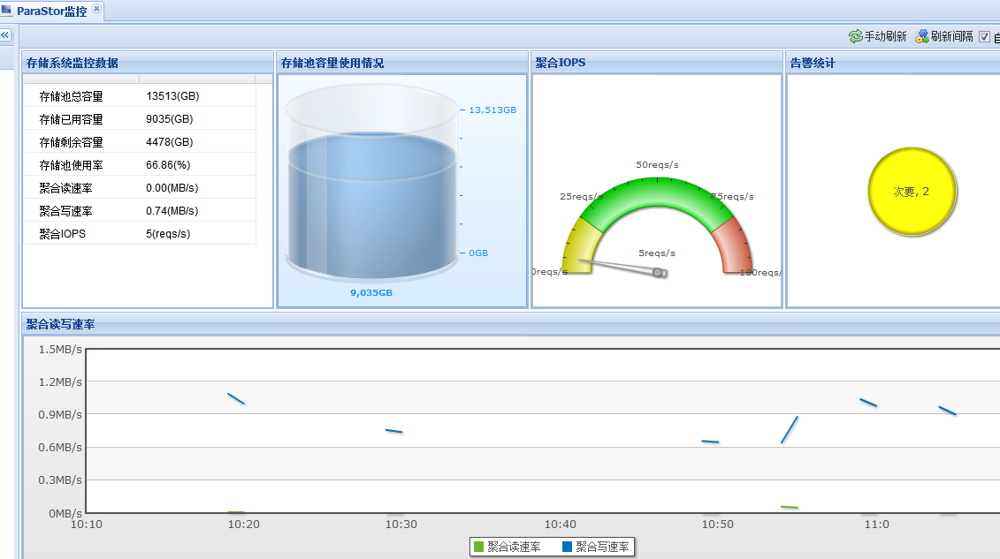 ParaStor监控
手动刷新 刷新间隔
存储系统监控数据
存储池总容量 13513(GB)
存储已用容量 9035(GB)
存储剩余容量 4478(GB)
存储池使用率 66.86(%)
聚合读速率 0.00(MB/s)
聚合写速率 0.74(MB/s)
聚合IOPS 5(reqs/s)
存储池容量使用情况
13,513GB
0GB
9,035GB
聚合IOPS
50reqs/s
25reqs/s
75reqs/s
5reqs/s
0reqs/s
100reqs/
告警统计
次要, 2
聚合读写速率
1.5MB/s
1.2MB/s
0.9MB/s
0.6MB/s
0.3MB/s
0MB/s
10:10 10:20 10:30 10:40 10:50 11:0
聚合读速率 聚合写速率